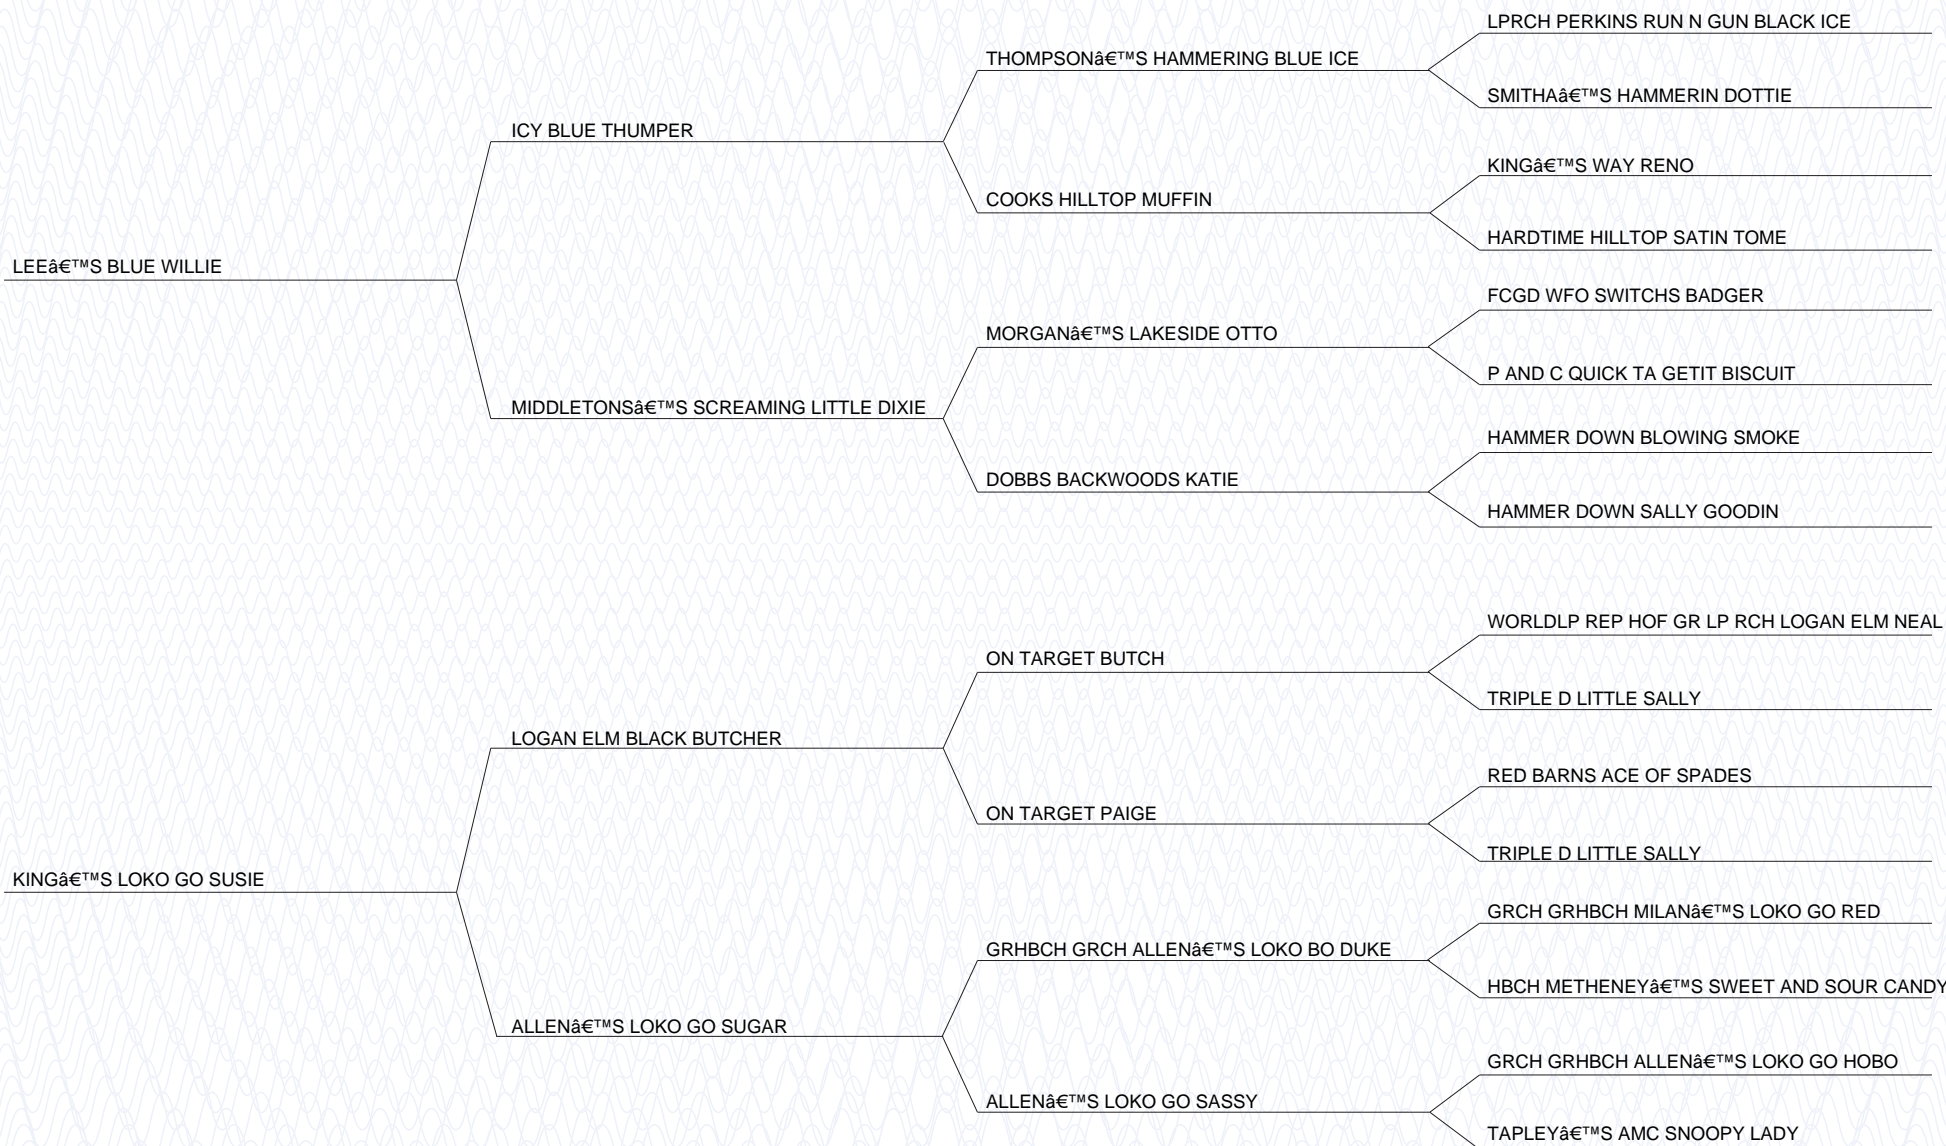 LPRCH PERKINS RUN N GUN BLACK ICE
THOMPSONâ€™S HAMMERING BLUE ICE
SMITHAâ€™S HAMMERIN DOTTIE
ICY BLUE THUMPER
KINGâ€™S WAY RENO
COOKS HILLTOP MUFFIN
HARDTIME HILLTOP SATIN TOME
LEEâ€™S BLUE WILLIE
FCGD WFO SWITCHS BADGER
MORGANâ€™S LAKESIDE OTTO
P AND C QUICK TA GETIT BISCUIT
MIDDLETONSâ€™S SCREAMING LITTLE DIXIE
HAMMER DOWN BLOWING SMOKE
DOBBS BACKWOODS KATIE
HAMMER DOWN SALLY GOODIN
WORLDLP REP HOF GR LP RCH LOGAN ELM NEAL
ON TARGET BUTCH
TRIPLE D LITTLE SALLY
LOGAN ELM BLACK BUTCHER
RED BARNS ACE OF SPADES
ON TARGET PAIGE
TRIPLE D LITTLE SALLY
KINGâ€™S LOKO GO SUSIE
GRCH GRHBCH MILANâ€™S LOKO GO RED
GRHBCH GRCH ALLENâ€™S LOKO BO DUKE
HBCH METHENEYâ€™S SWEET AND SOUR CANDY
ALLENâ€™S LOKO GO SUGAR
GRCH GRHBCH ALLENâ€™S LOKO GO HOBO
ALLENâ€™S LOKO GO SASSY
TAPLEYâ€™S AMC SNOOPY LADY